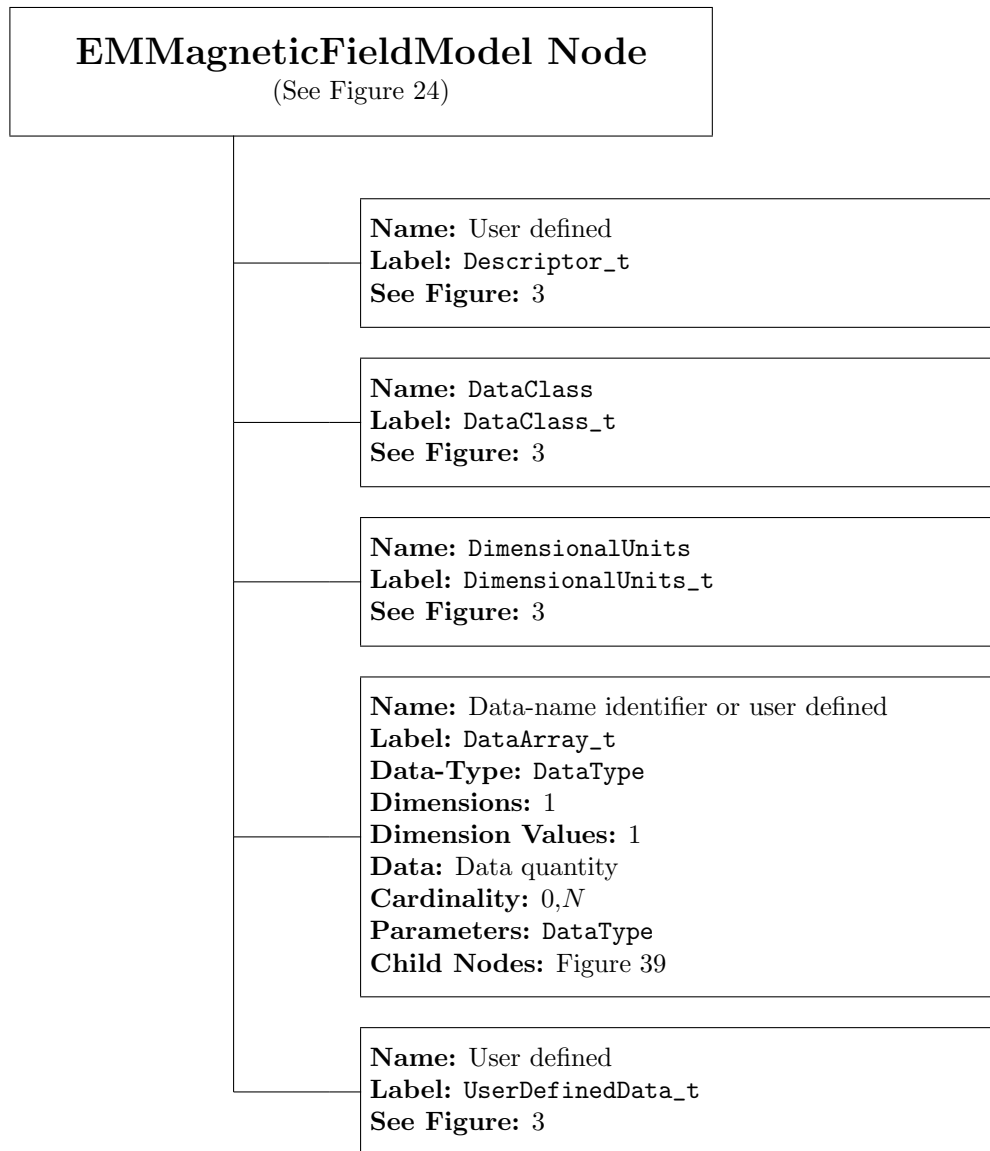 EMMagneticFieldModel Node
(See Figure 24)
Name: User defined
Label: Descriptor_t
See Figure: 3
Name: DataClass
Label: DataClass_t
See Figure: 3
Name: DimensionalUnits
Label: DimensionalUnits_t
See Figure: 3
Name: Data-name identifier or user defined
Label: DataArray_t
Data-Type: DataType
Dimensions: 1
Dimension Values: 1
Data: Data quantity
Cardinality: 0,N
Parameters: DataType
Child Nodes: Figure 39
Name: User defined
Label: UserDefinedData_t
See Figure: 3